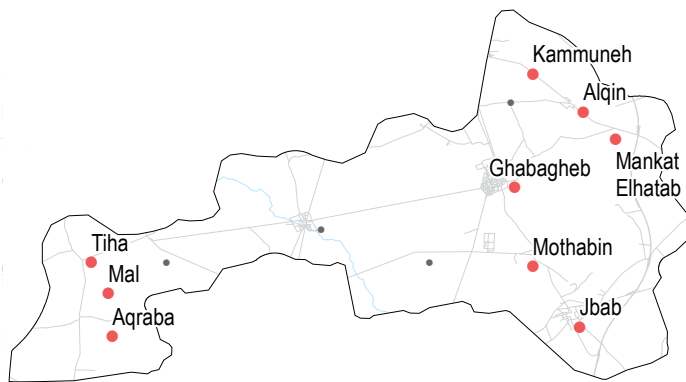 Kammuneh
Alqin
Mankat
Elhatab
Ghabagheb
Mothabin
Jbab
Tiha
Mal
Aqraba